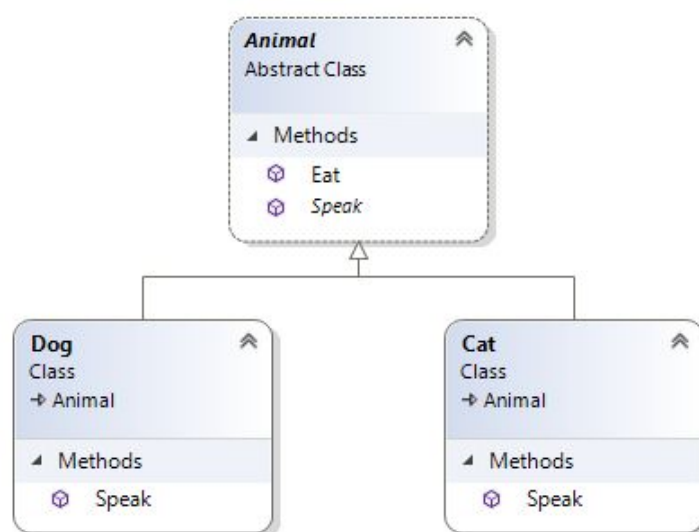 Animal
Abstract Class
Methods
Eat
Speak
Dog
Class
Animal
Methods
Speak
Cat
Class
Animal
Methods
Speak